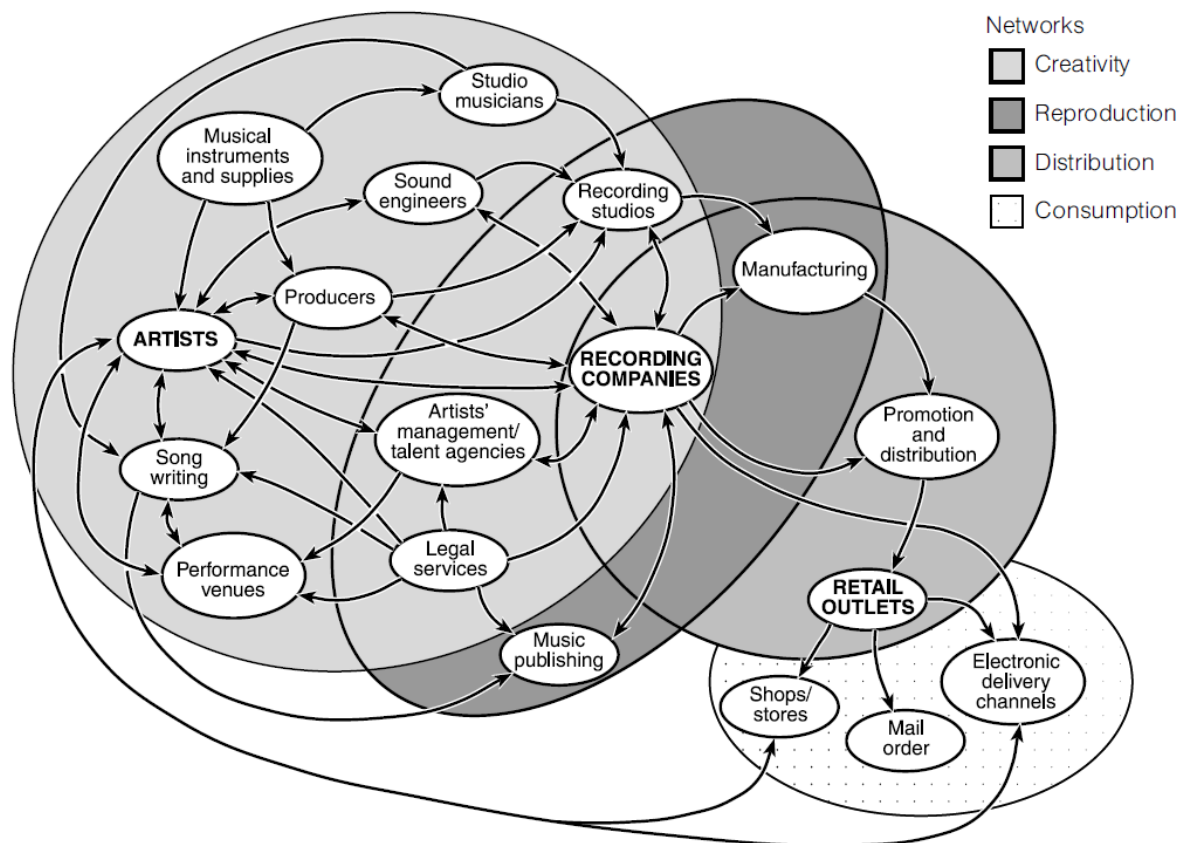 Networks
Creativity
Reproduction
Distribution
Consumption
Studio
musicians
Musical
instruments
and supplies
Sound
engineers
Recording
studios
Manufacturing
Producers
ARTISTS
RECORDING
COMPANIES
Artists'
management/
talent agencies
Promotion
and
distribution
Song
writing
Legal
services
Performance
venues
RETAIL
OUTLETS
Music
publishing
Electronic
delivery
channels
Shops/
stores
Mail
order